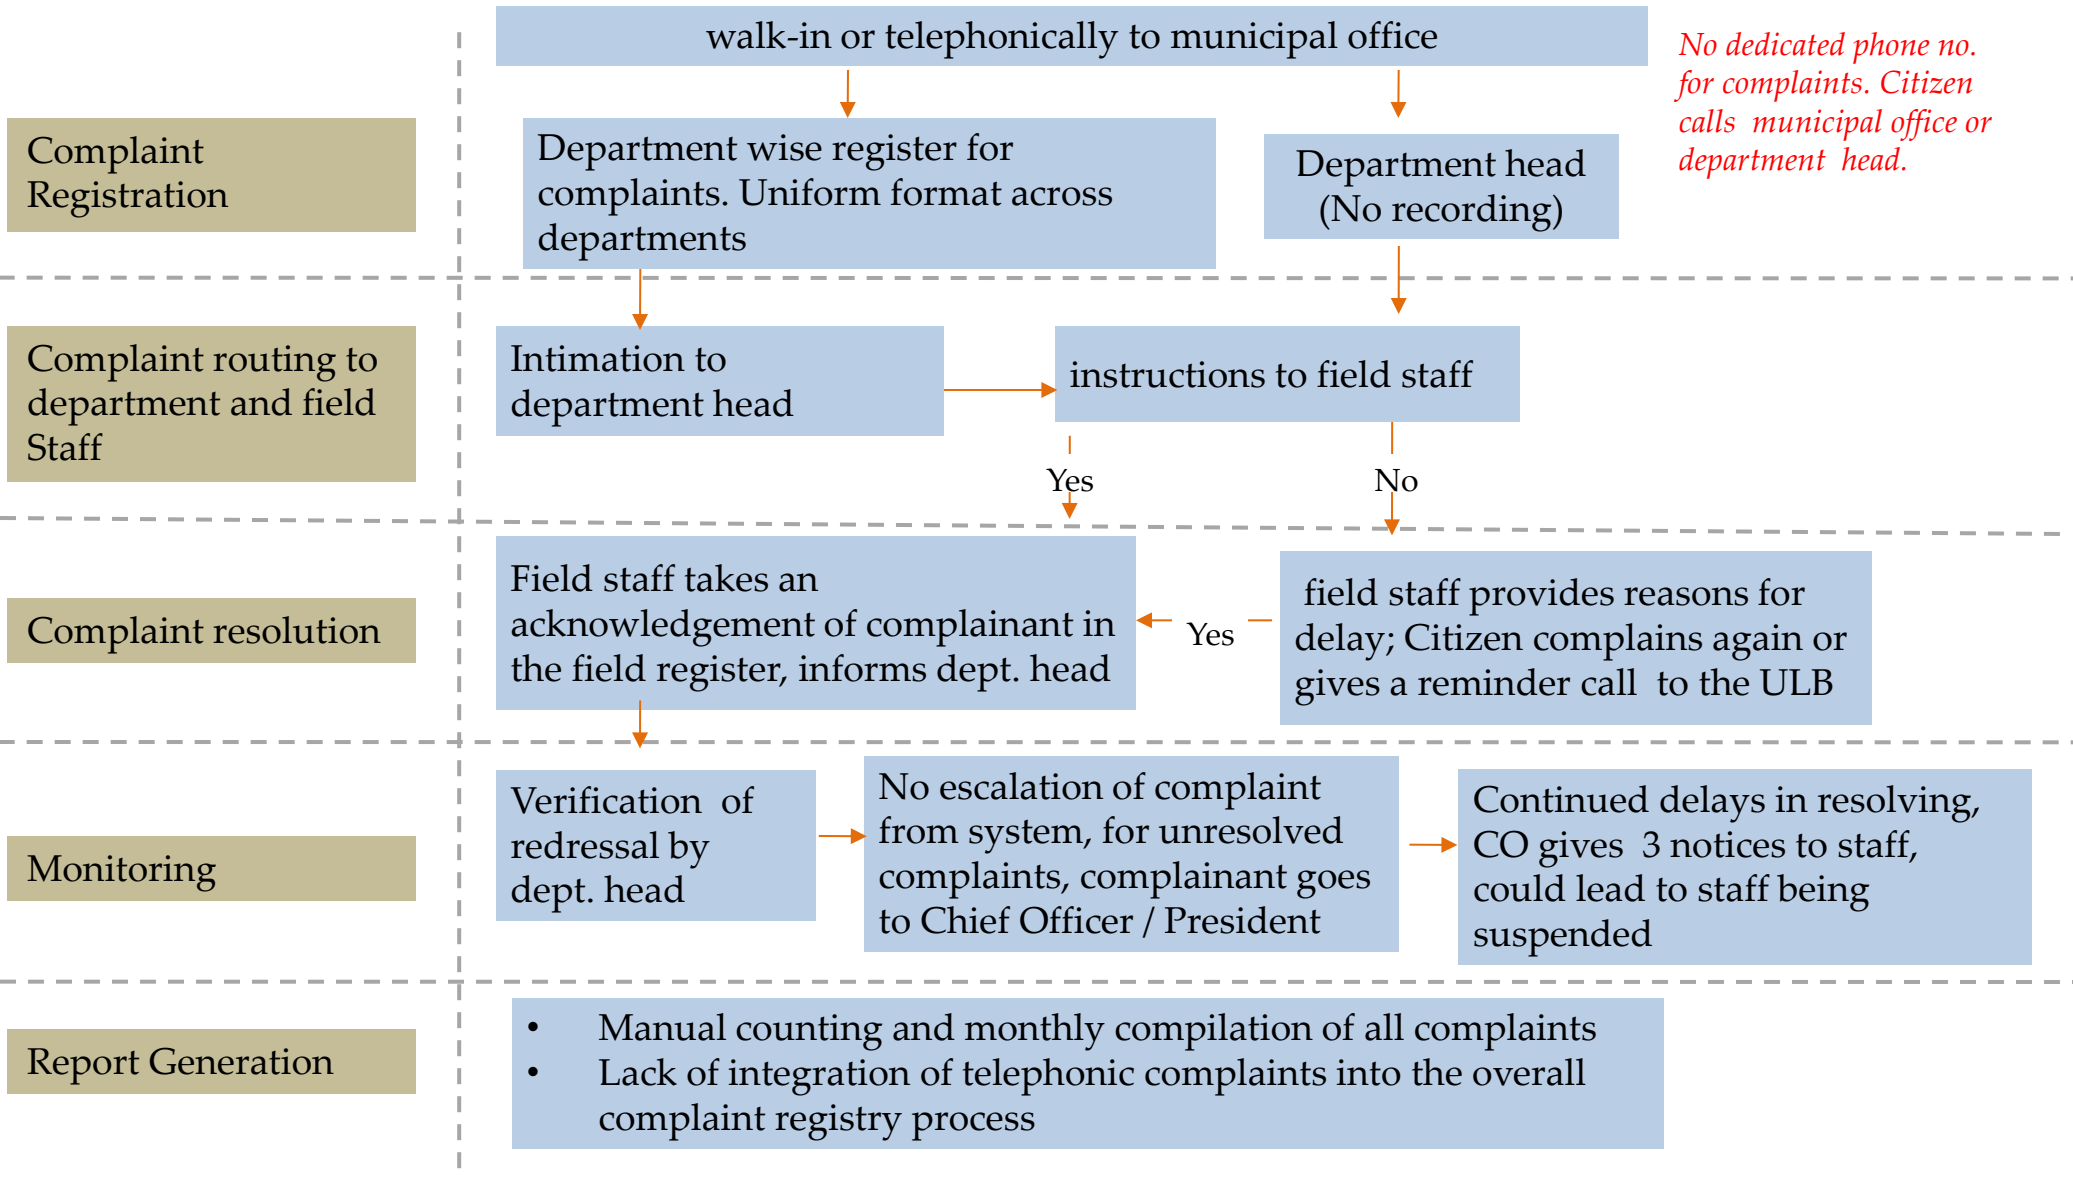 walk-in or telephonically to municipal office
No dedicated phone no.
for complaints. Citizen
calls municipal office or
department head.
Complaint
Registration
Department wise register for
complaints. Uniform format across
departments
Department head
(No recording)
Complaint routing to
department and field
Staff
Intimation to
department head
instructions to field staff
Yes
No
Complaint resolution
Field staff takes an
acknowledgement of complainant in
the field register, informs dept. head
Yes
field staff provides reasons for
delay; Citizen complains again or
gives a reminder call to the ULB
Monitoring
Verification of
redressal by
dept. head
No escalation of complaint
from system, for unresolved
complaints, complainant goes
to Chief Officer / President
Continued delays in resolving,
CO gives 3 notices to staff,
could lead to staff being
suspended
Report Generation
• Manual counting and monthly compilation of all complaints
• Lack of integration of telephonic complaints into the overall
complaint registry process